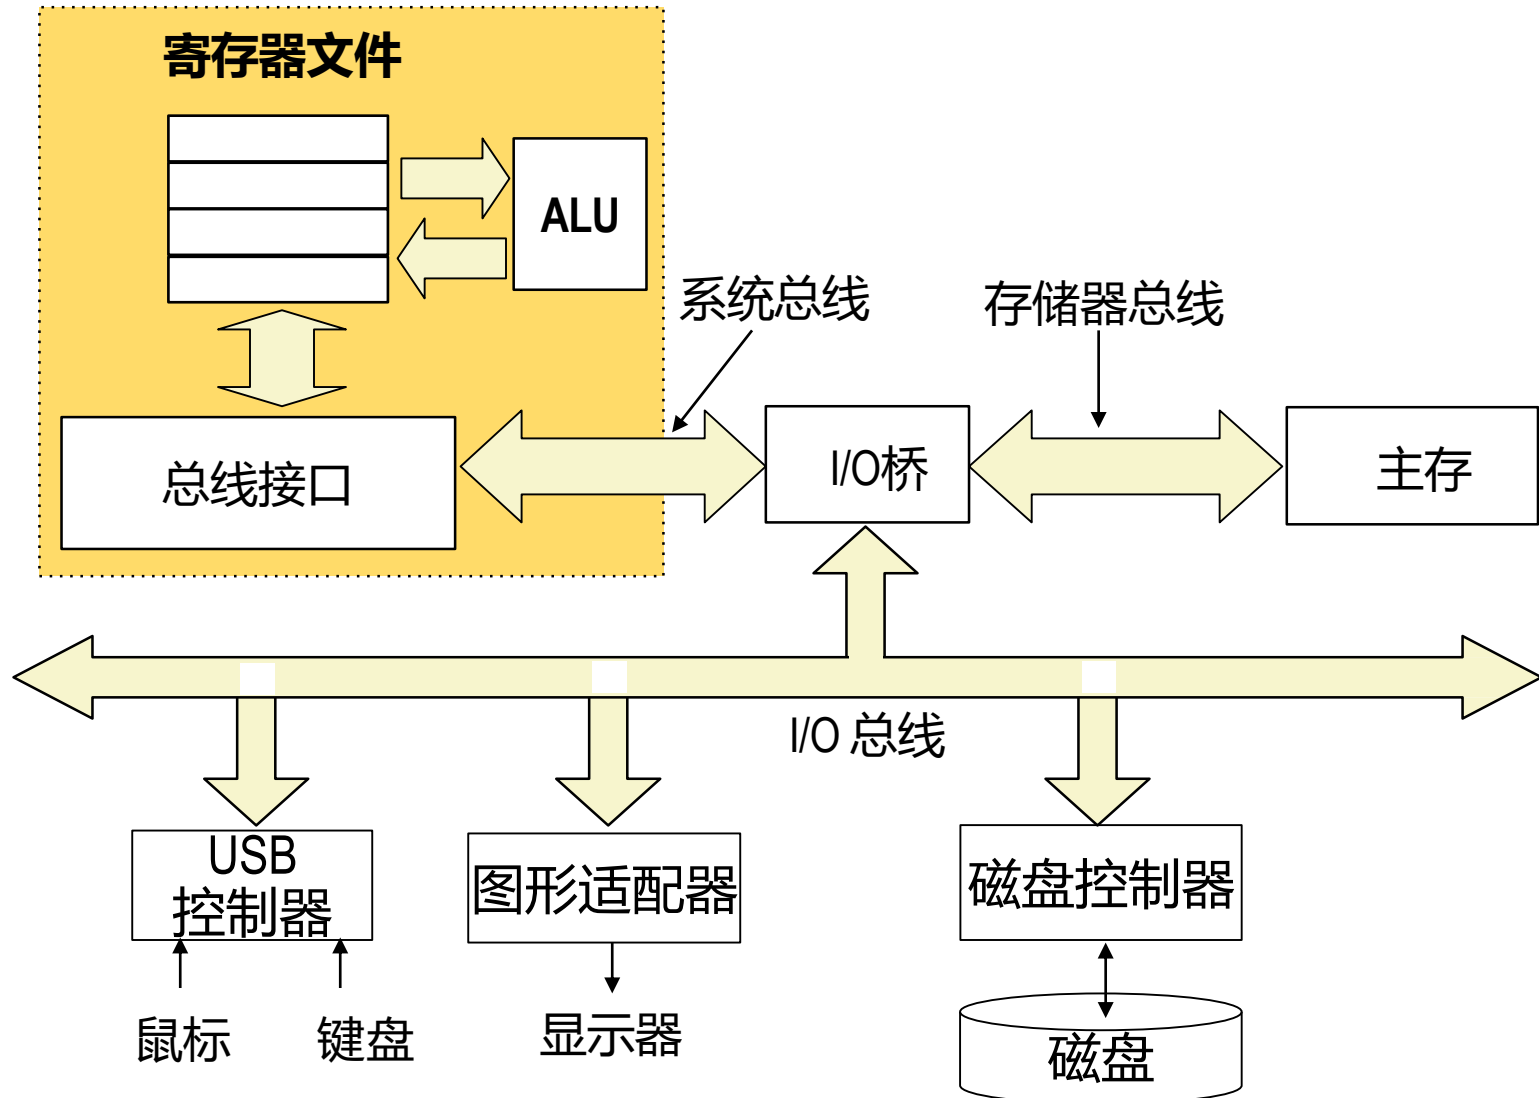 寄存器文件
ALU
系统总线
存储器总线
总线接口
I/O桥
主存
I/O 总线
USB
控制器
图形适配器
磁盘控制器
鼠标
键盘
显示器
磁盘